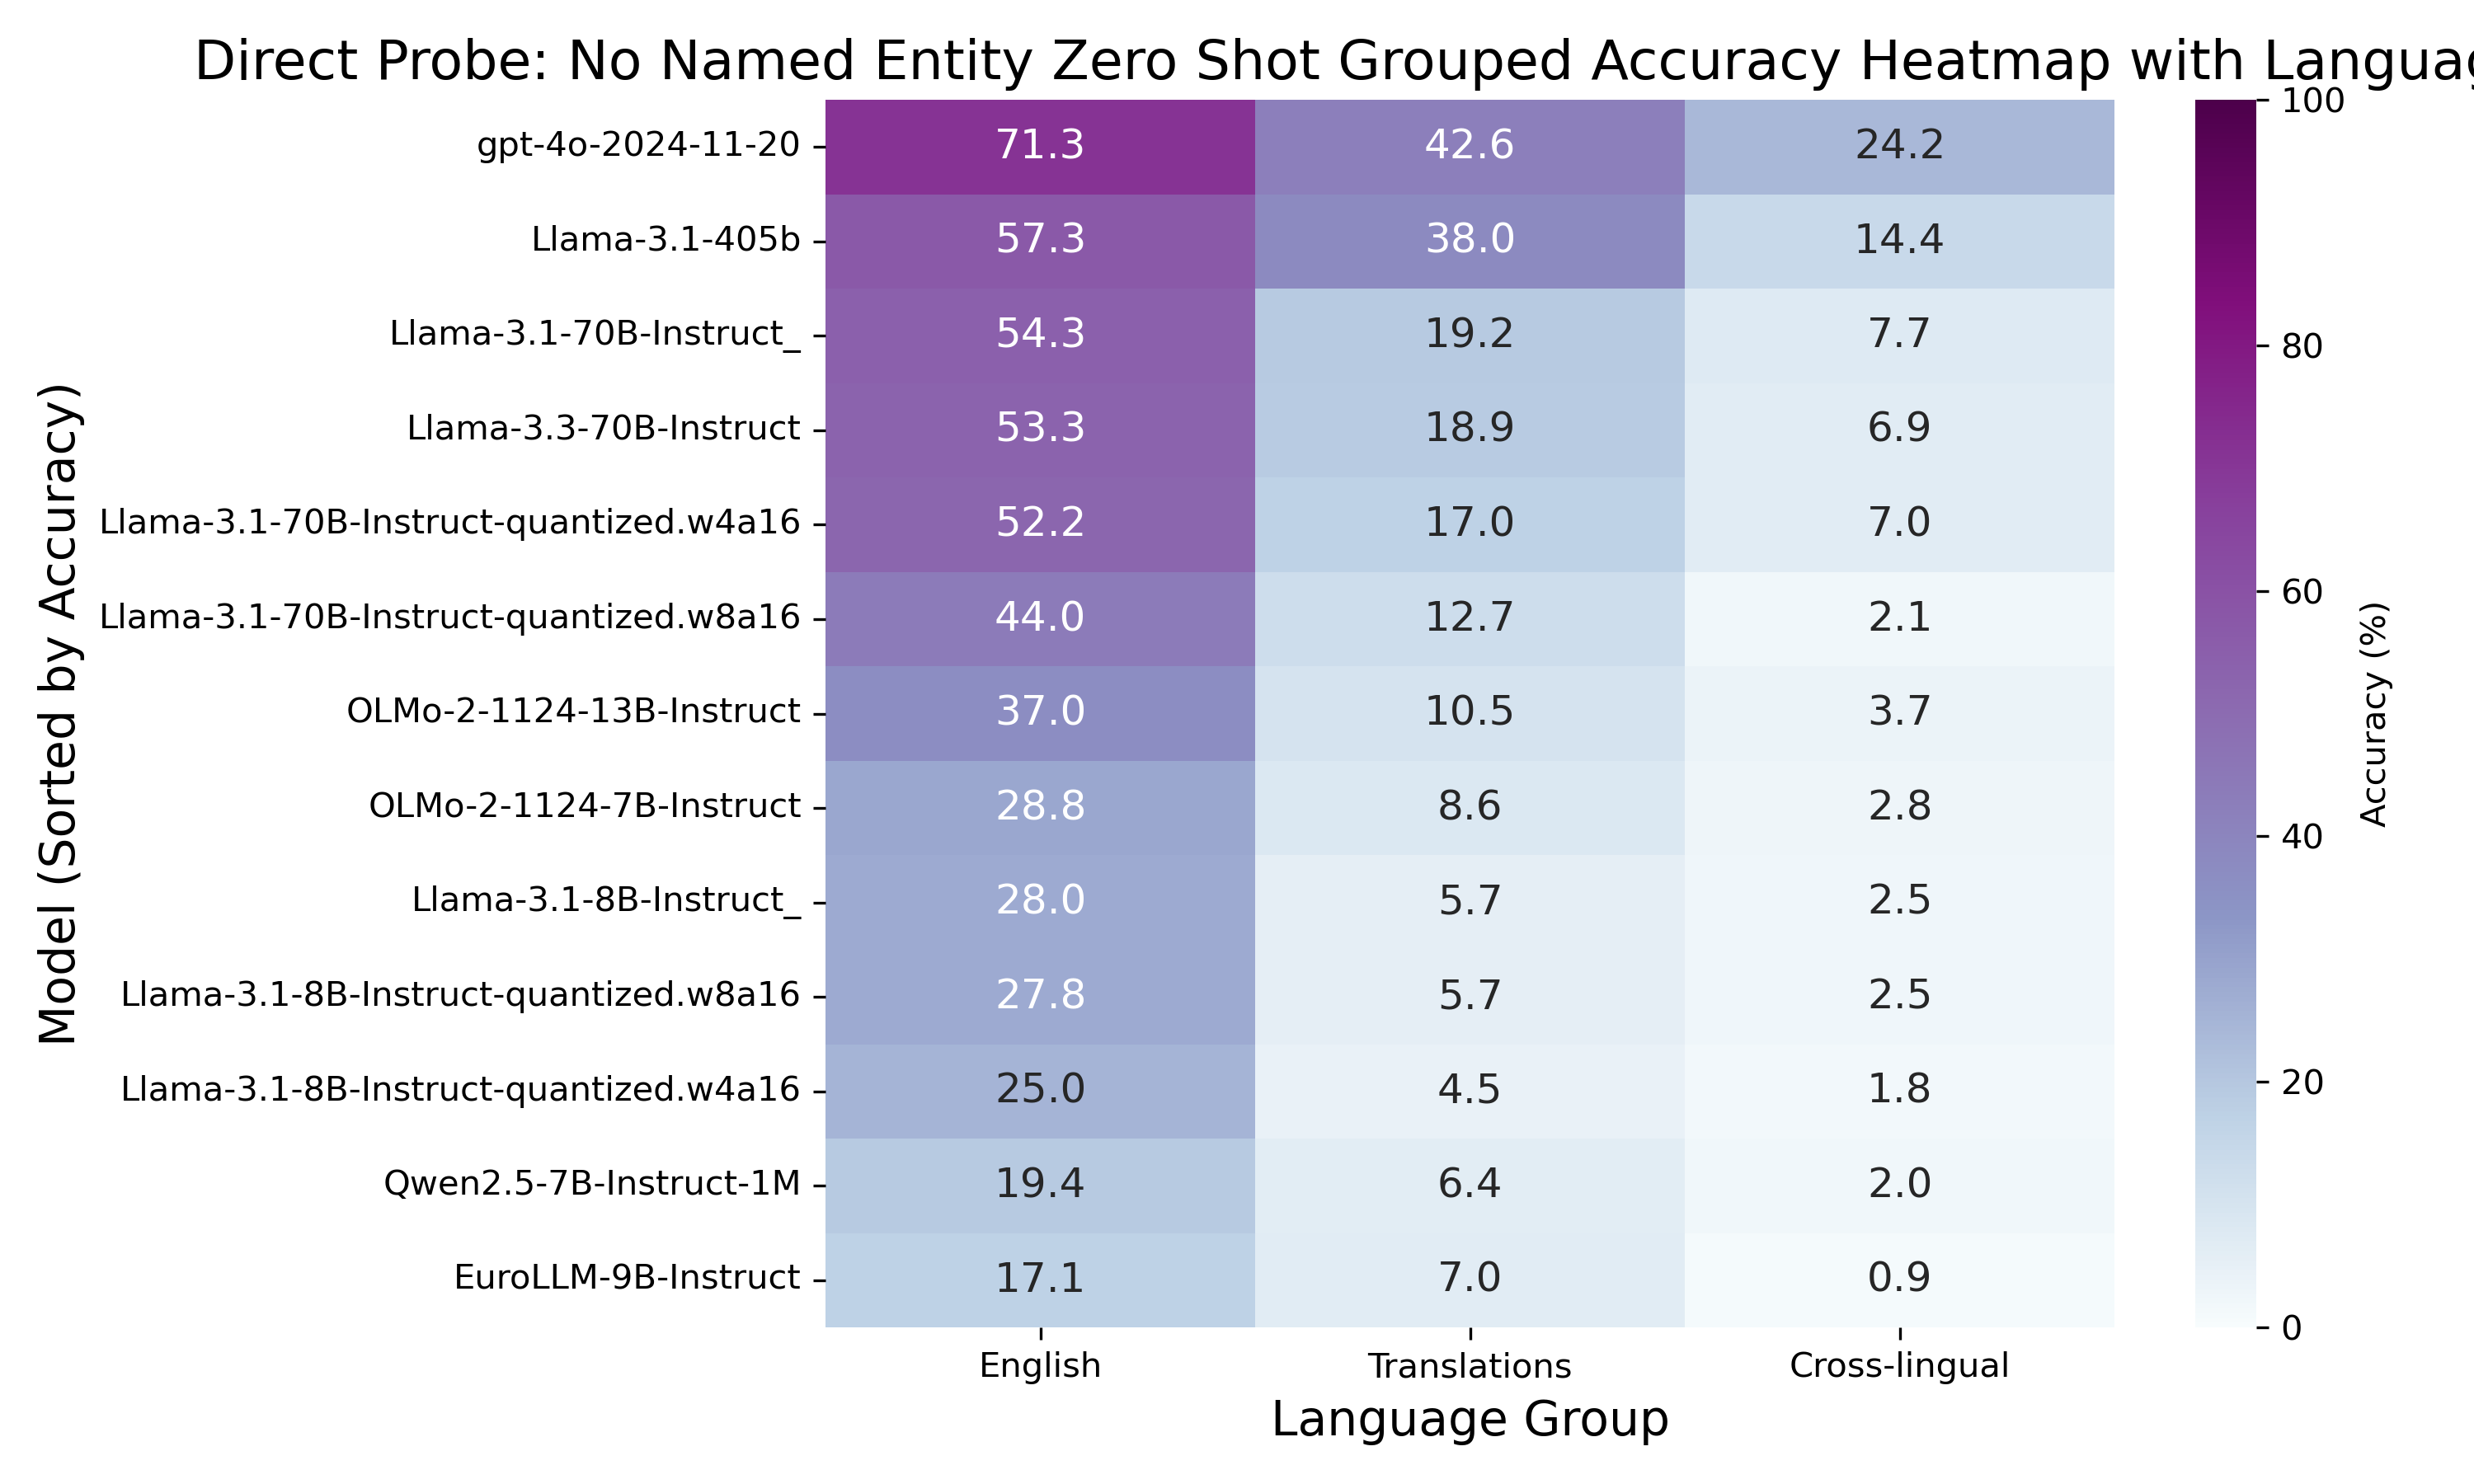 Direct Probe: No Named Entity Zero Shot Grouped Accuracy Heatmap with
Model (Sorted by Accuracy)
gpt-4o-2024-11-20 71.3 42.6 24.2
Llama-3.1-405b 57.3 38.0 14.4
Llama-3.1-70B-Instruct_ 54.3 19.2 7.7
Llama-3.3-70B-Instruct 53.3 18.9 6.9
Llama-3.1-70B-Instruct-quantized.w4a16 52.2 17.0 7.0
Llama-3.1-70B-Instruct-quantized.w8a16 44.0 12.7 2.1
OLMo-2-1124-13B-Instruct 37.0 10.5 3.7
OLMo-2-1124-7B-Instruct 28.8 8.6 2.8
Llama-3.1-8B-Instruct_ 28.0 5.7 2.5
Llama-3.1-8B-Instruct-quantized.w8a16 27.8 5.7 2.5
Llama-3.1-8B-Instruct-quantized.w4a16 25.0 4.5 1.8
Qwen2.5-7B-Instruct-1M 19.4 6.4 2.0
EuroLLM-9B-Instruct 17.1 7.0 0.9
English Translations Cross-lingual
Language Group
100
80
60
40
20
0
Accuracy (%)